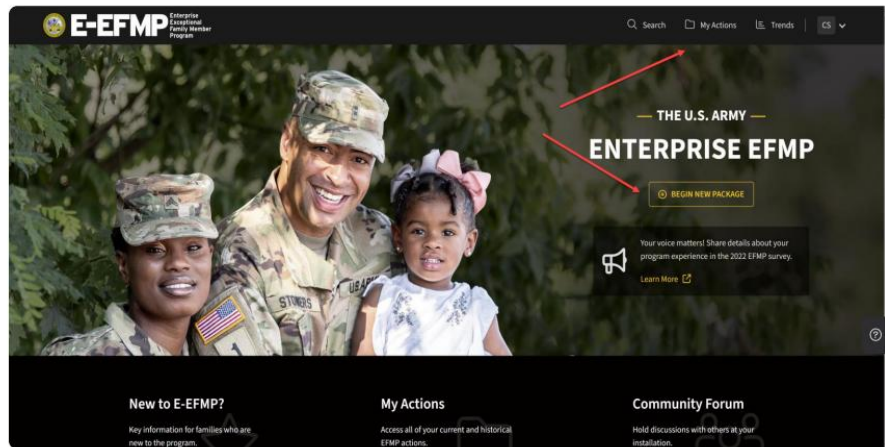 E-EFMP
Enterprise
Exceptional
Family Member
Program
Search
My Actions
Trends
CS
THE U.S. ARMY
ENTERPRISE EFMP
BEGIN NEW PACKAGE
Your voice matters! Share details about your
program experience in the 2022 EFMP survey.
Learn More
?
New to E-EFMP?
Key information for families who are
new to the program.
My Actions
Access all of your current and historical
EFMP actions.
Community Forum
Hold discussions with others at your
installation.